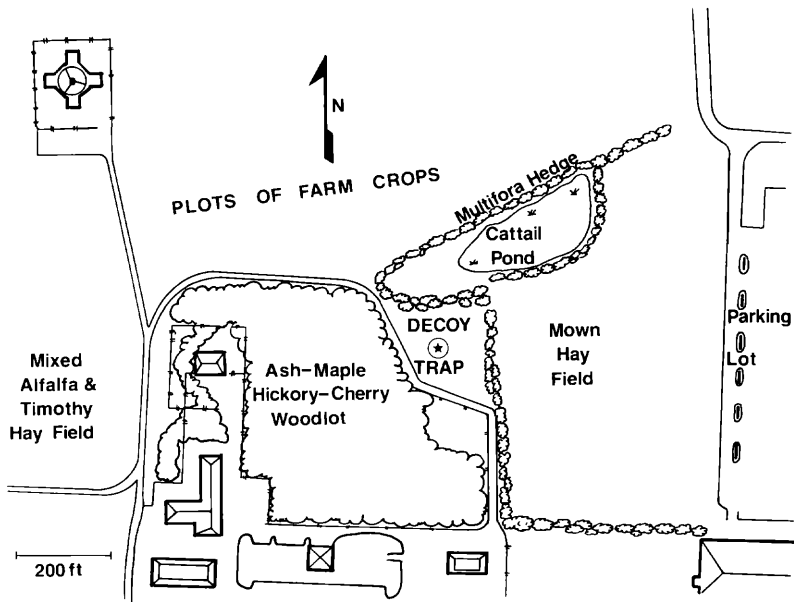 N
PLOTS OF FARM CROPS
Multifora Hedge
Cattail
Pond
DECOY
TRAP
Mixed
Alfalfa &
Timothy
Hay Field
Ash-Maple
Hickory-Cherry
Woodlot
Mown
Hay
Field
Parking
Lot
200 ft